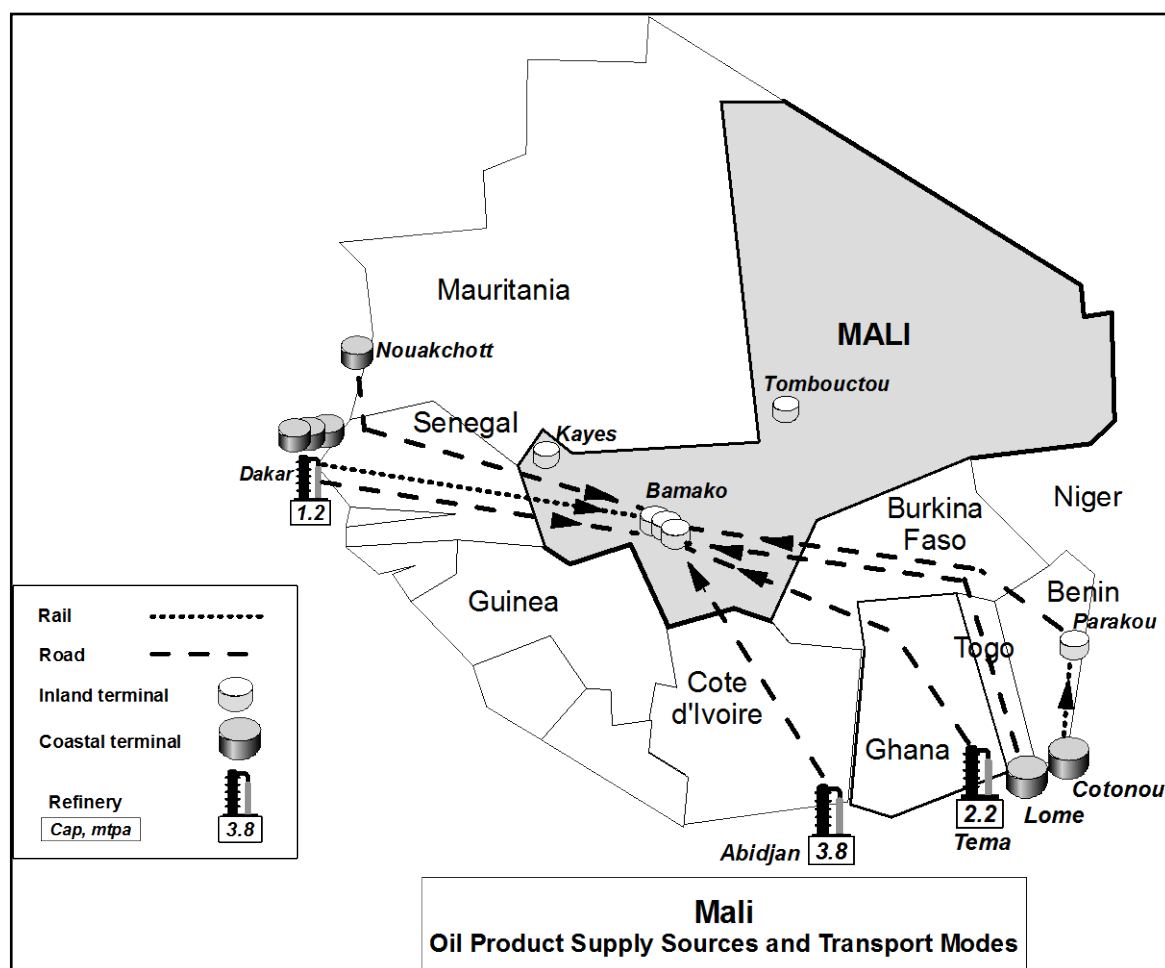 Mauritania
MALI
Nouakchott
Tombouctou
Senegal
Kayes
Dakar
1.2
Bamako
Burkina
Faso
Niger
Benin
Parakou
Guinea
Togo
Cote
d'Ivoire
Ghana
Cotonou
Lome
2.2
Tema
Abidjan
3.8
Rail
Road
Inland terminal
Coastal terminal
Refinery
Cap, mtpa
3.8
Mali
Oil Product Supply Sources and Transport Modes